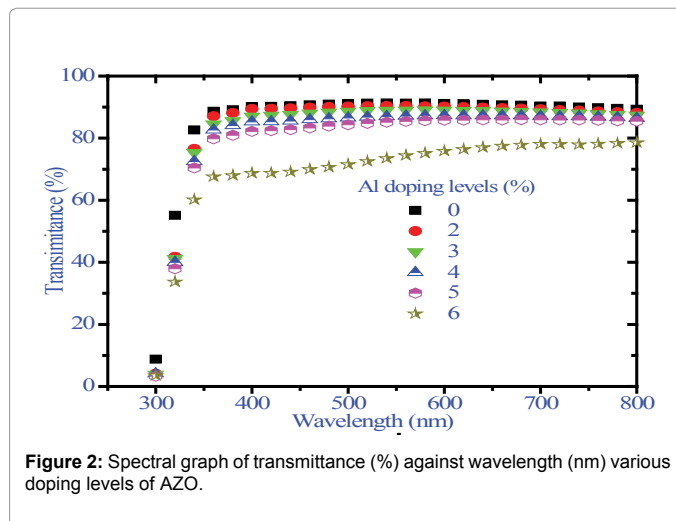 100
80
60
40
20
0
Transimitance (%)
Al doping levels (%)
0
2
3
4
5
6
300 400 500 600 700 800
Wavelength (nm)
Figure 2: Spectral graph of transmittance (%) against wavelength (nm) various
doping levels of AZO.